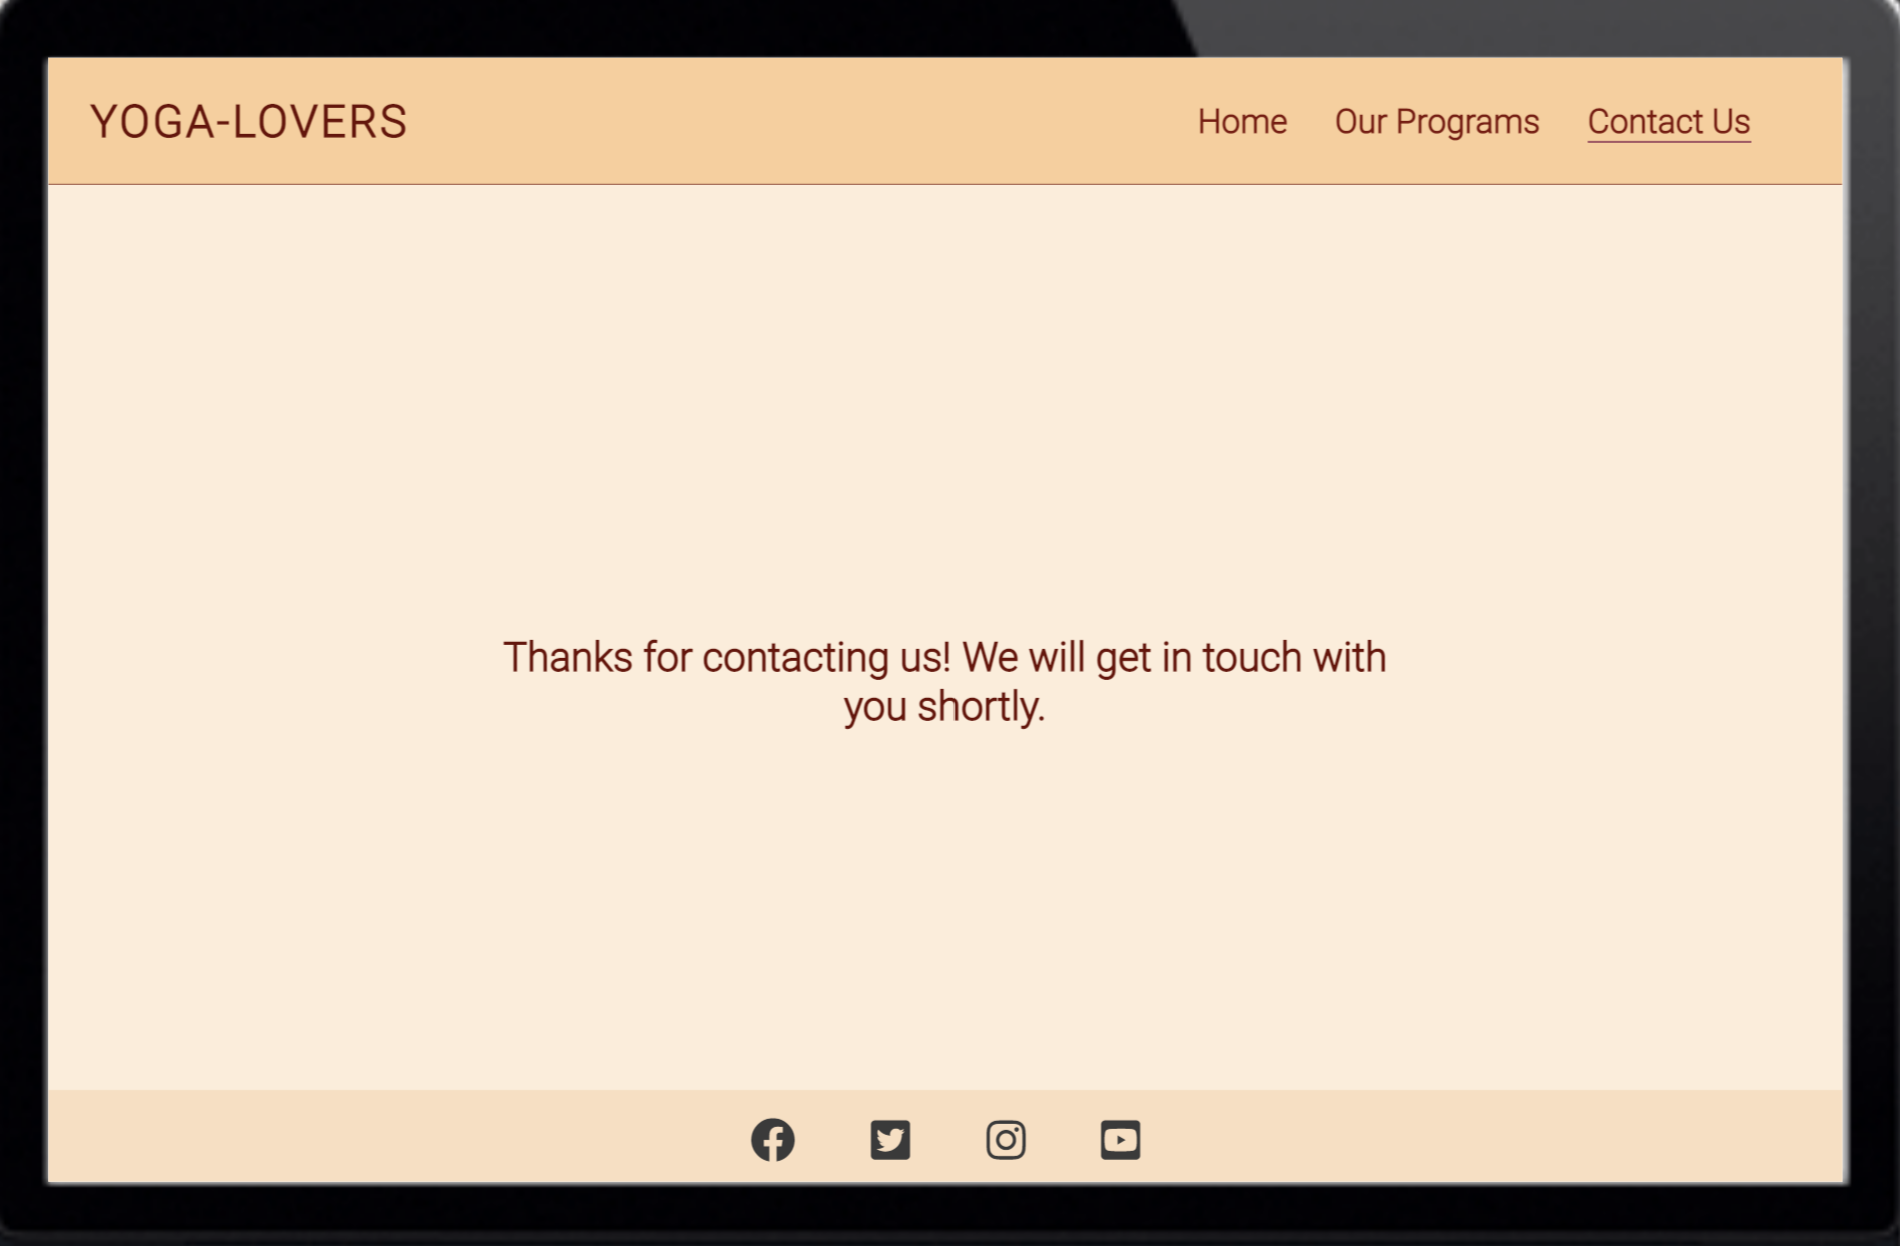 YOGA-LOVERS
Home Our Programs Contact Us
Thanks for contacting us! We will get in touch with
you shortly.